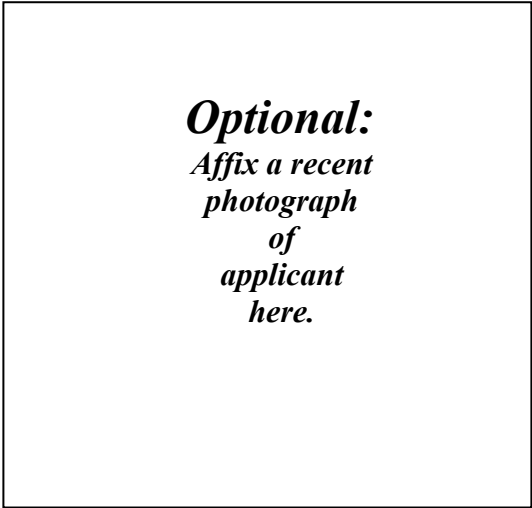 Optional:
Affix a recent
photograph
of
applicant
here.